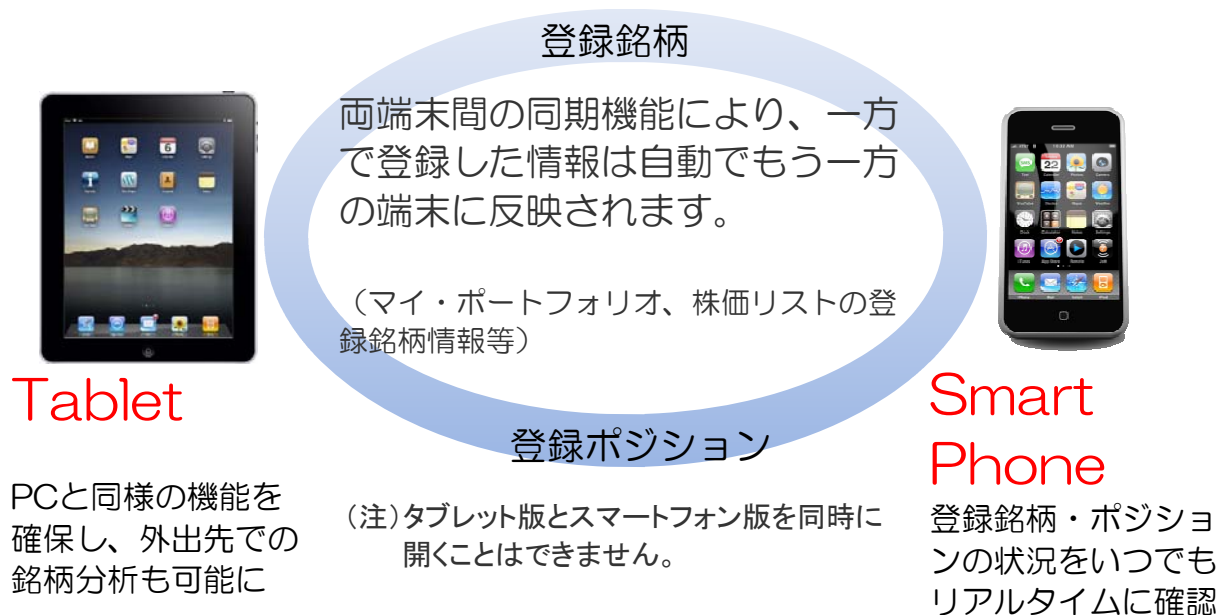 登録銘柄
両端末間の同期機能により、一方
で登録した情報は自動でもう一方
の端末に反映されます。
（マイ・ポートフォリオ、株価リストの登
録銘柄情報等）
登録ポジション
（注）タブレット版とスマートフォン版を同時に
開くことはできません。
Tablet
PCと同様の機能を
確保し、外出先での
銘柄分析も可能に
Smart
Phone
登録銘柄・ポジショ
ンの状況をいつでも
リアルタイムに確認